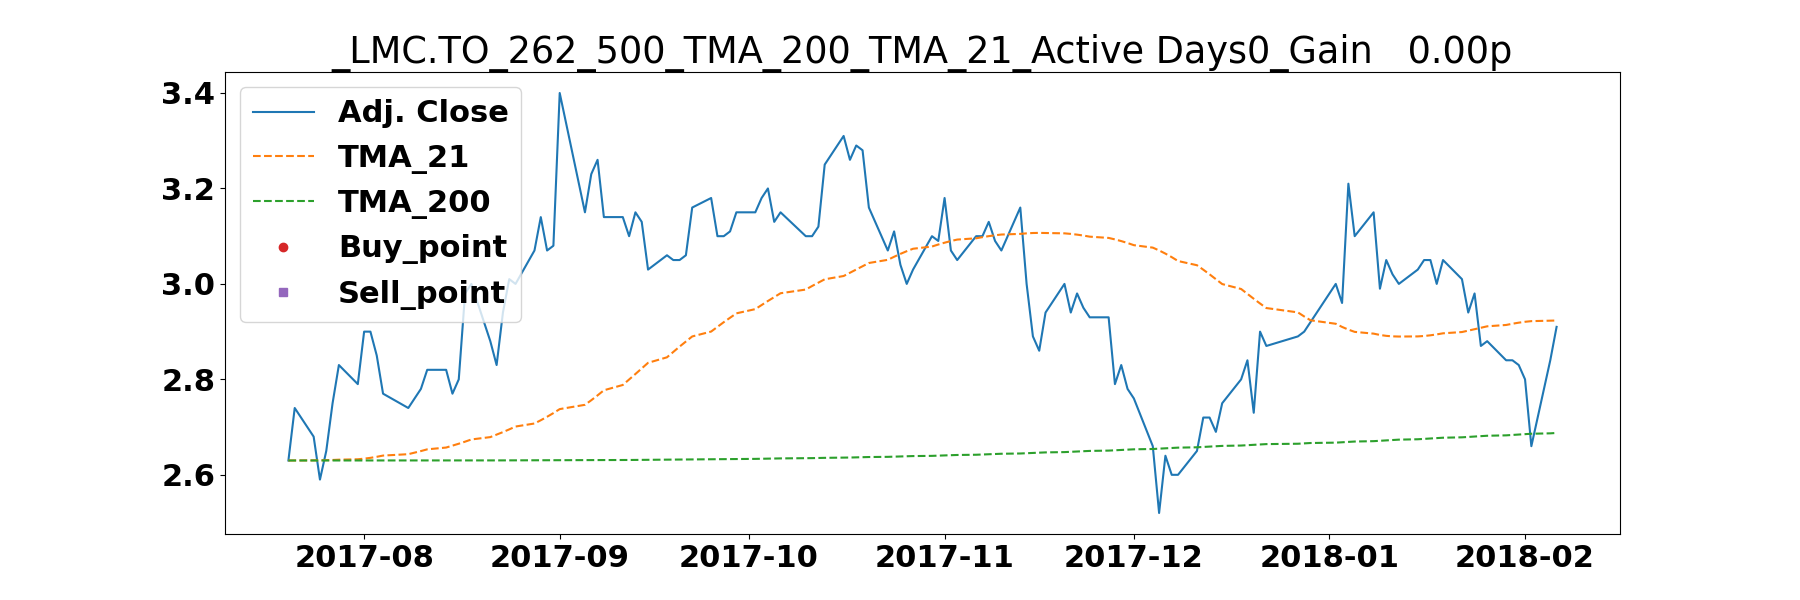 _LMC.TO_262_500_TMA_200_TMA_21_Active Days0_Gain   0.00p
3.4
3.2
3.0
2.8
2.6
Adj. Close
TMA_21
TMA_200
Buy_point
Sell_point
2017-08 2017-09 2017-10 2017-11 2017-12 2018-01 2018-02